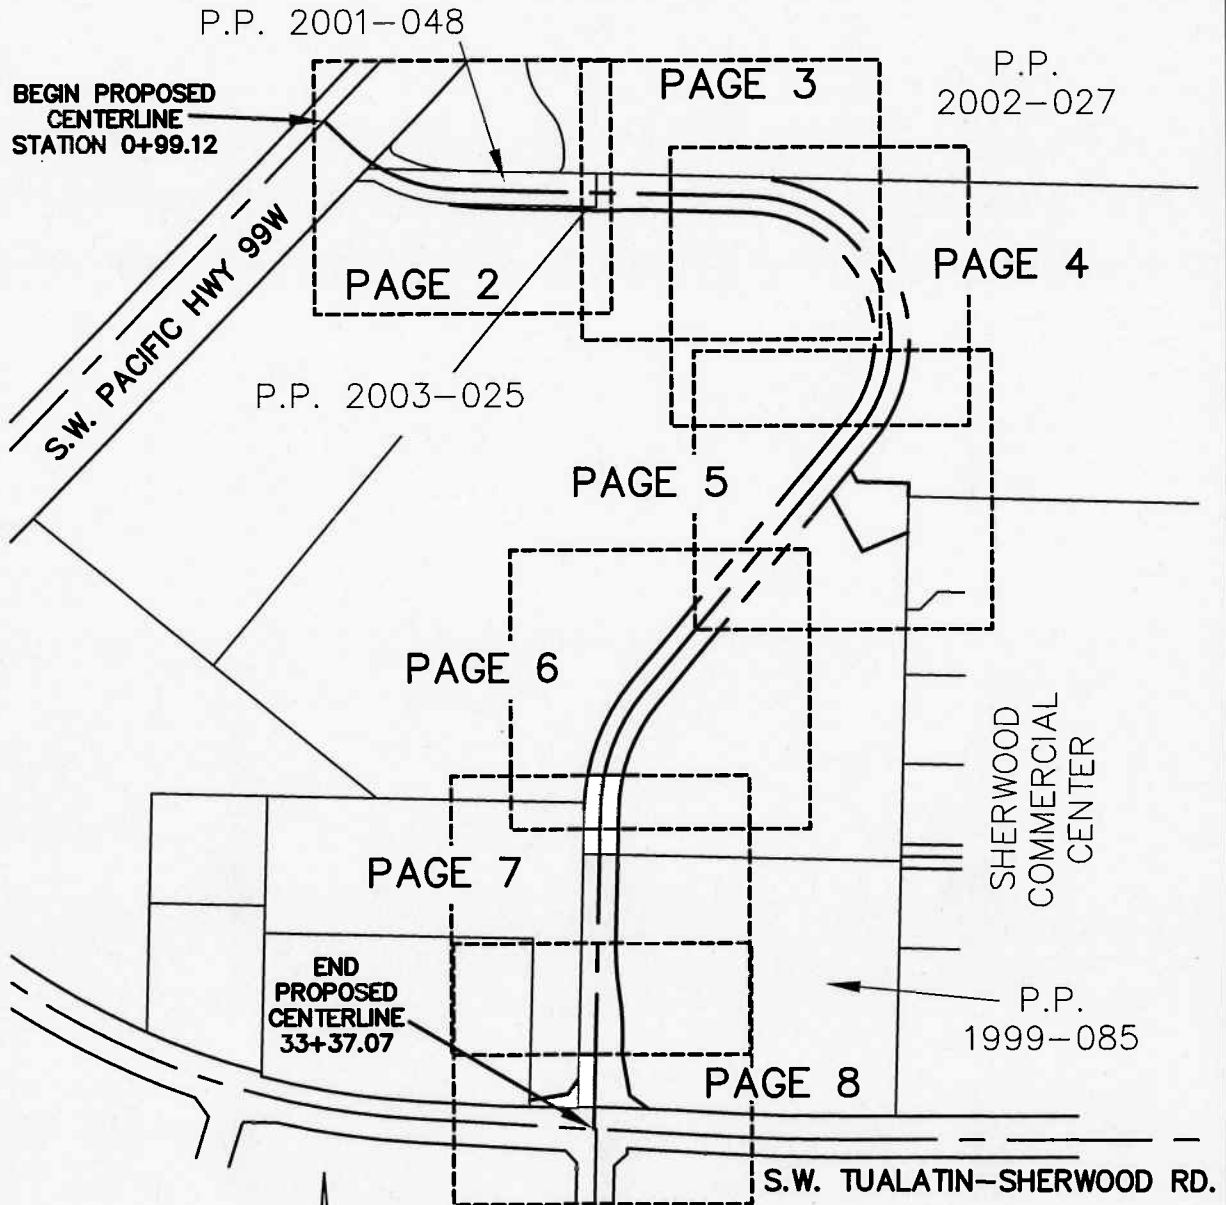 P.P. 2001-048
BEGIN PROPOSED
CENTERLINE
STATION 0+99.12
PAGE 3
P.P.
2002-027
PAGE 4
PAGE 2
S.W. PACIFIC HWY 99W
P.P. 2003-025
PAGE 5
PAGE 6
SHERWOOD
COMMERCIAL
CENTER
PAGE 7
END
PROPOSED
CENTERLINE
33+37.07
P.P.
1999-085
PAGE 8
S.W. TUALATIN-SHERWOOD RD.